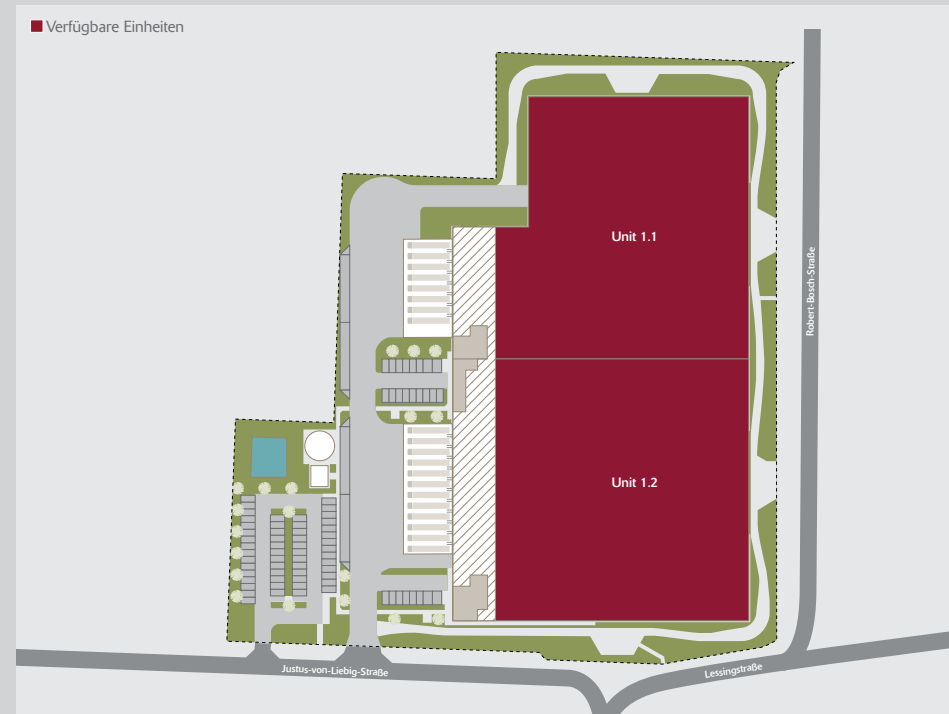 Verfügbare Einheiten
Unit 1.1
Robert-Bosch-Straße
Unit 1.2
Justus-von-Liebig-Straße
Lessingstraße